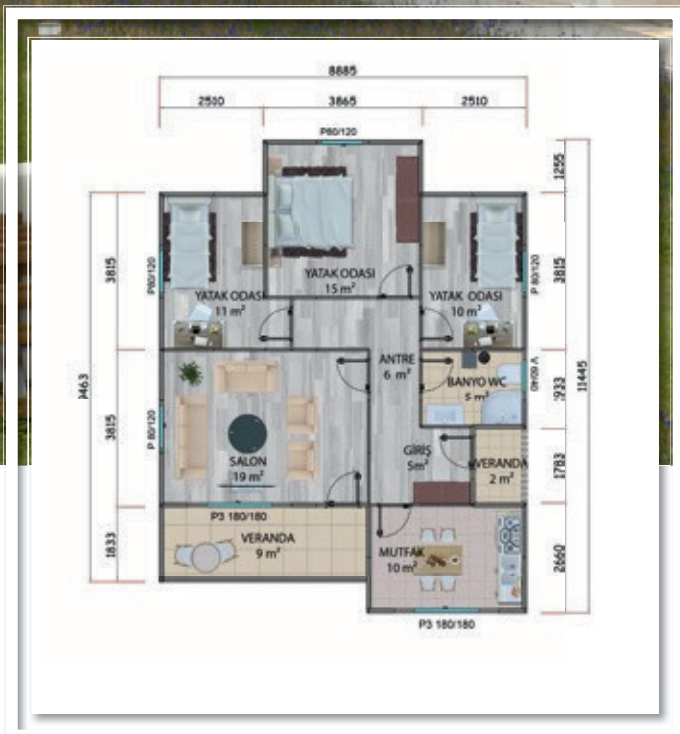 8885
2510 3865 2510
P60/120
1255
YATAK ODASI
15 m²
YATAK ODASI
11 m²
YATAK ODASI
10 m²
P80/120
P 80/120
3815
3815
ANTRE
6 m²
BANYO WC
5 m²
V 60/40
11445
3815
P 80/120
SALON
19 m²
GİRİŞ
5m²
VERANDA
2 m²
1783
P3 180/180
VERANDA
9 m²
1833
MUTFAK
10 m²
2660
P3 180/180